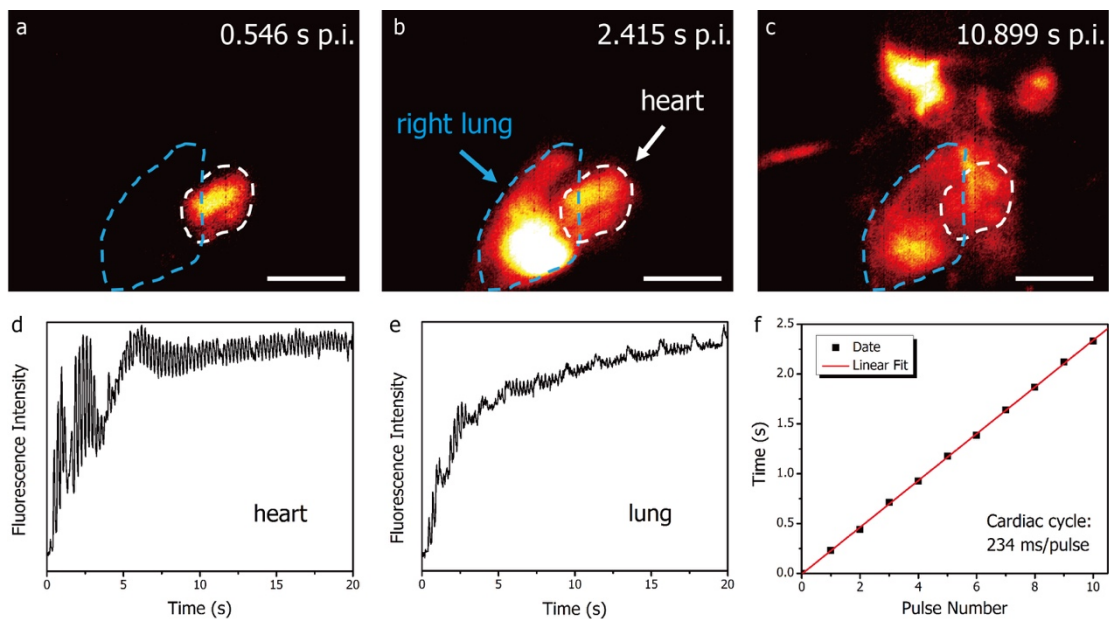 a
0.546 s p.i.
b
2.415 s p.i.
right lung
heart
c
10.899 s p.i.
d
Fluorescence Intensity
heart
0
5
10
15
20
Time (s)
e
Fluorescence Intensity
lung
0
5
10
15
20
Time (s)
f
Time (s)
2.5
2.0
1.5
1.0
0.5
0.0
Date
Linear Fit
Cardiac cycle:
234 ms/pulse
0
2
4
6
8
10
Pulse Number